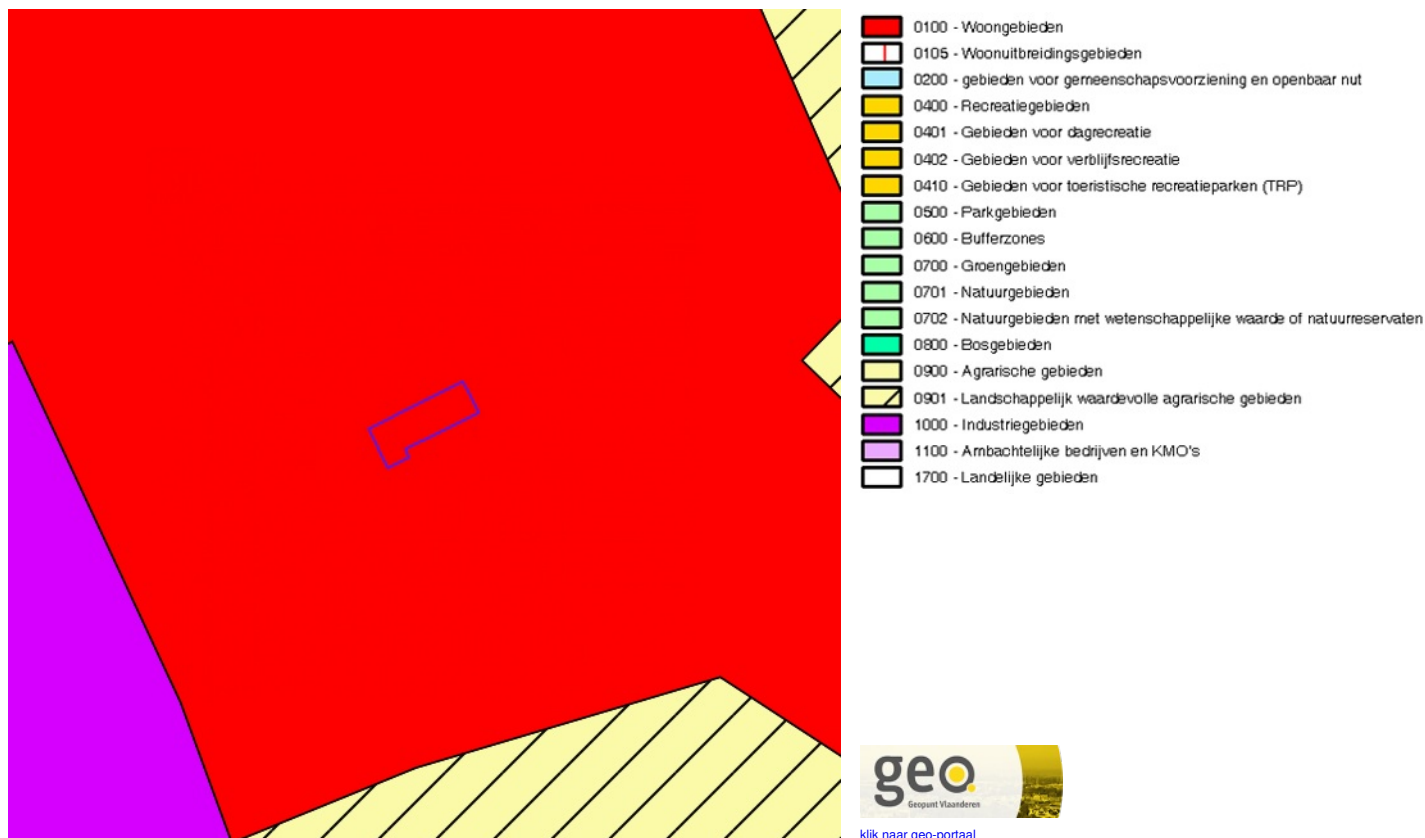 0100 - Woongebieden
0105 - Woonuitbreidingsgebieden
0200 - gebieden voor gemeenschapsvoorziening en openbaar nut
0400 - Recreatiegebieden
0401 - Gebieden voor dagrecreatie
0402 - Gebieden voor verblijfsrecreatie
0410 - Gebieden voor toeristische recreatieparken (TRP)
0500 - Parkgebieden
0600 - Bufferzones
0700 - Groengebieden
0701 - Natuurgebieden
0702 - Natuurgebieden met wetenschappelijke waarde of natuurreservaten
0800 - Bosgebieden
0900 - Agrarische gebieden
0901 - Landschappelijk waardevolle agrarische gebieden
1000 - Industriegebieden
1100 - Ambachtelijke bedrijven en KMO's
1700 - Landelijke gebieden
geo
Geopunt Vlaanderen
klik naar geo-portaal